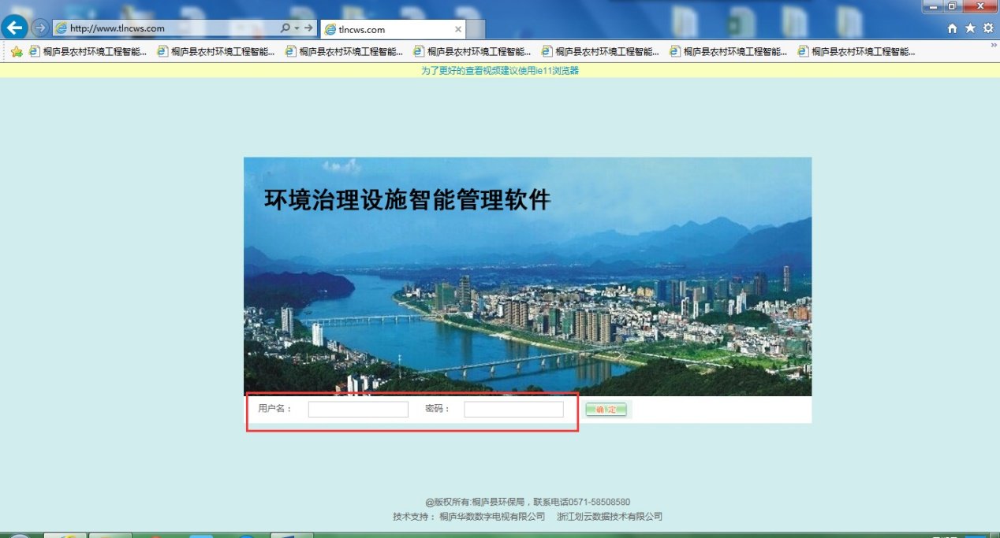 http://www.tlncws.com
tlncws.com
桐庐县农村环境工程智能... 桐庐县农村环境工程智能... 桐庐县农村环境工程智能... 桐庐县农村环境工程智能... 桐庐县农村环境工程智能... 桐庐县农村环境工程智能... 桐庐县农村环境工程智能...
为了更好的查看视频建议使用ie11浏览器
环境治理设施智能管理软件
用户名： 密码： 确 定
@版权所有:桐庐县环保局，联系电话0571-58508580
技术支持： 桐庐华数数字电视有限公司 浙江划云数据技术有限公司